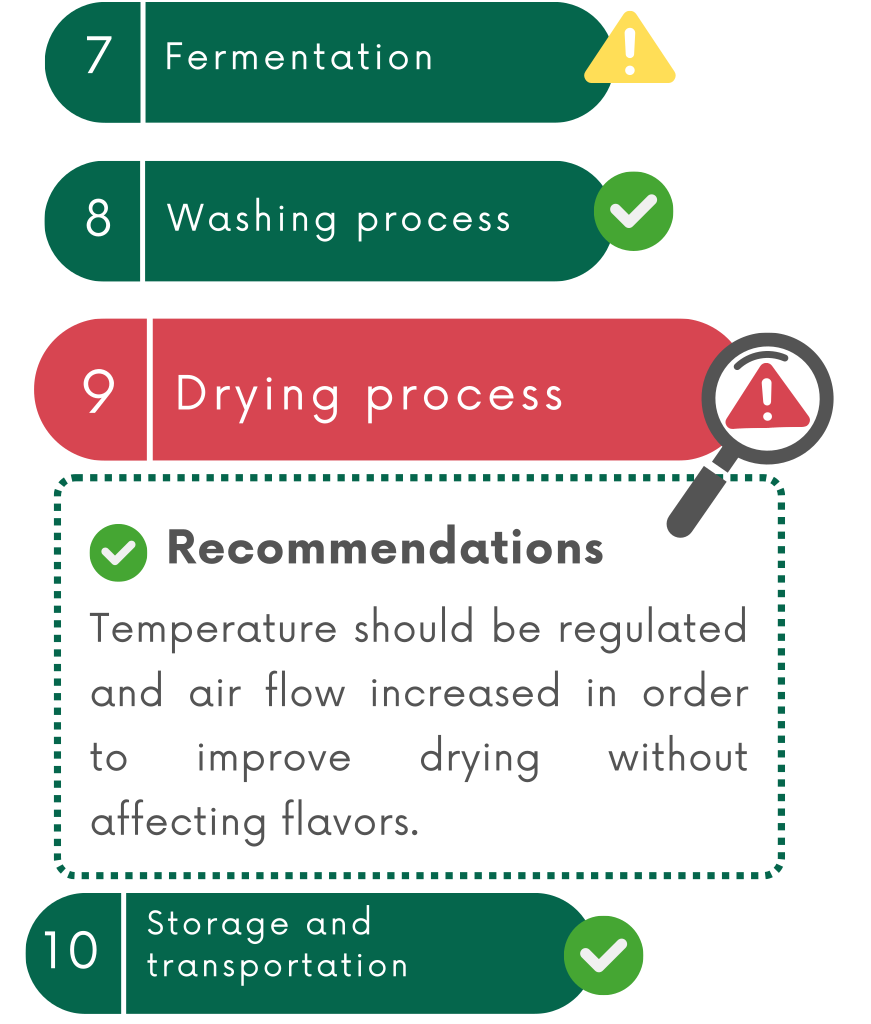 7 Fermentation
8 Washing process
9 Drying process
Recommendations
Temperature should be regulated
and air flow increased in order
to improve drying without
affecting flavors.
10 Storage and
transportation